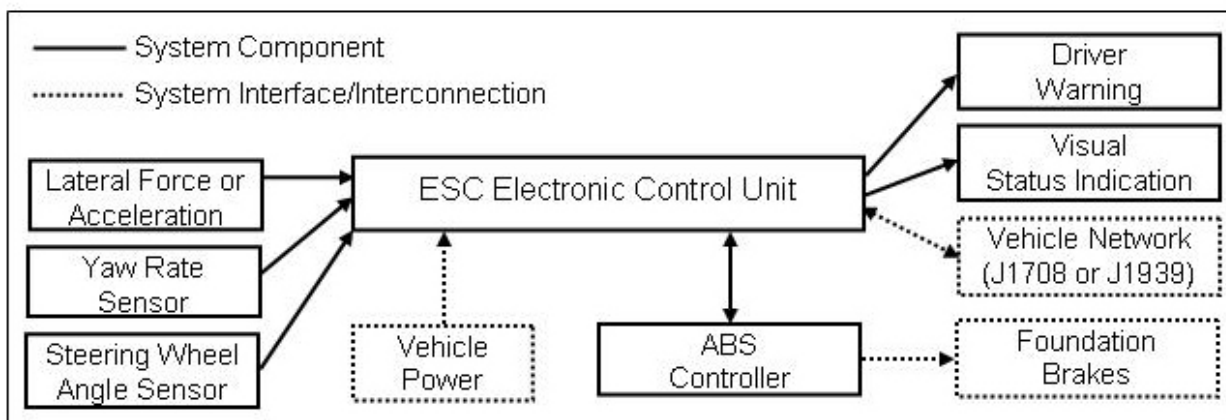 System Component
System Interface/Interconnection
Driver
Warning
Visual
Status Indication
Lateral Force or
Acceleration
ESC Electronic Control Unit
Yaw Rate
Sensor
Vehicle Network
(J1708 or J1939)
Steering Wheel
Angle Sensor
Vehicle
Power
ABS
Controller
Foundation
Brakes